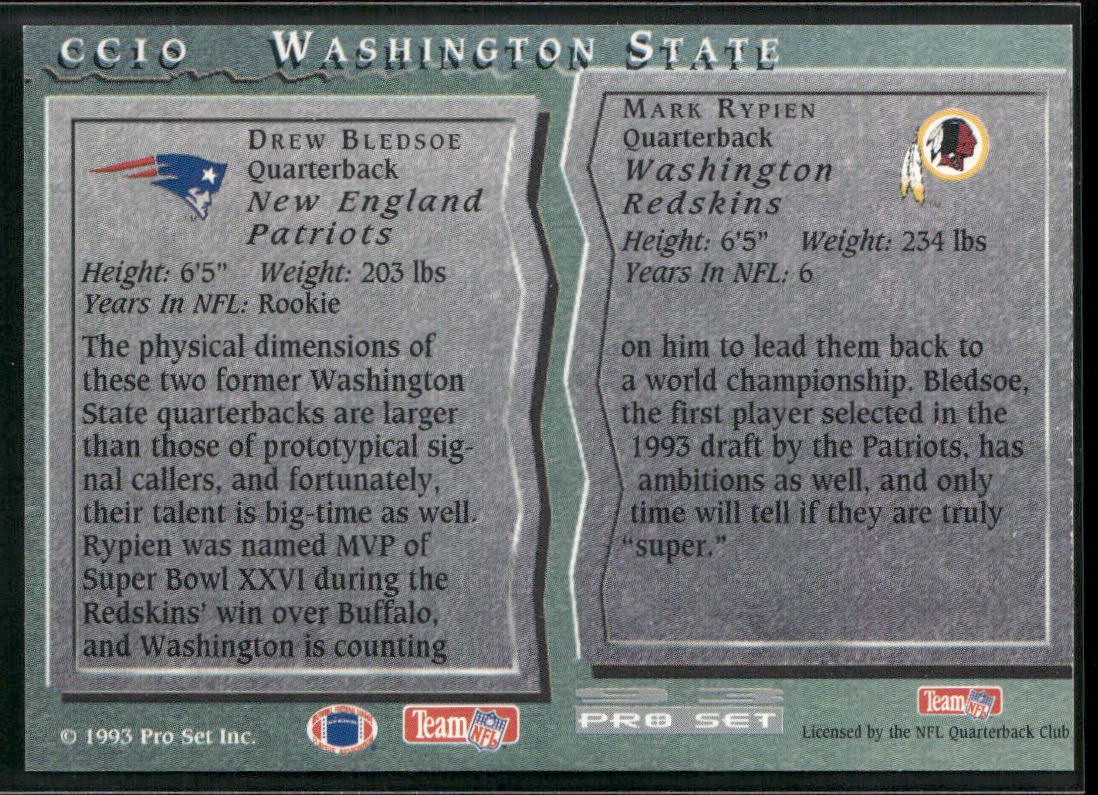 CC10 WASHINGTON STATE
DREW BLEDSOE
Quarterback
New England
Patriots
Height: 6'5" Weight: 203 lbs
Years In NFL: Rookie
The physical dimensions of
these two former Washington
State quarterbacks are larger
than those of prototypical sig-
nal callers, and fortunately,
their talent is big-time as well.
Rypien was named MVP of
Super Bowl XXVI during the
Redskins' win over Buffalo,
and Washington is counting
MARK RYPIEN
Quarterback
Washington
Redskins
Height: 6'5" Weight: 234 lbs
Years In NFL: 6
on him to lead them back to
a world championship. Bledsoe,
the first player selected in the
1993 draft by the Patriots, has
ambitions as well, and only
time will tell if they are truly
“super.”
© 1993 Pro Set Inc.
Team NFL
93
PRO SET
Team NFL
Licensed by the NFL Quarterback Club